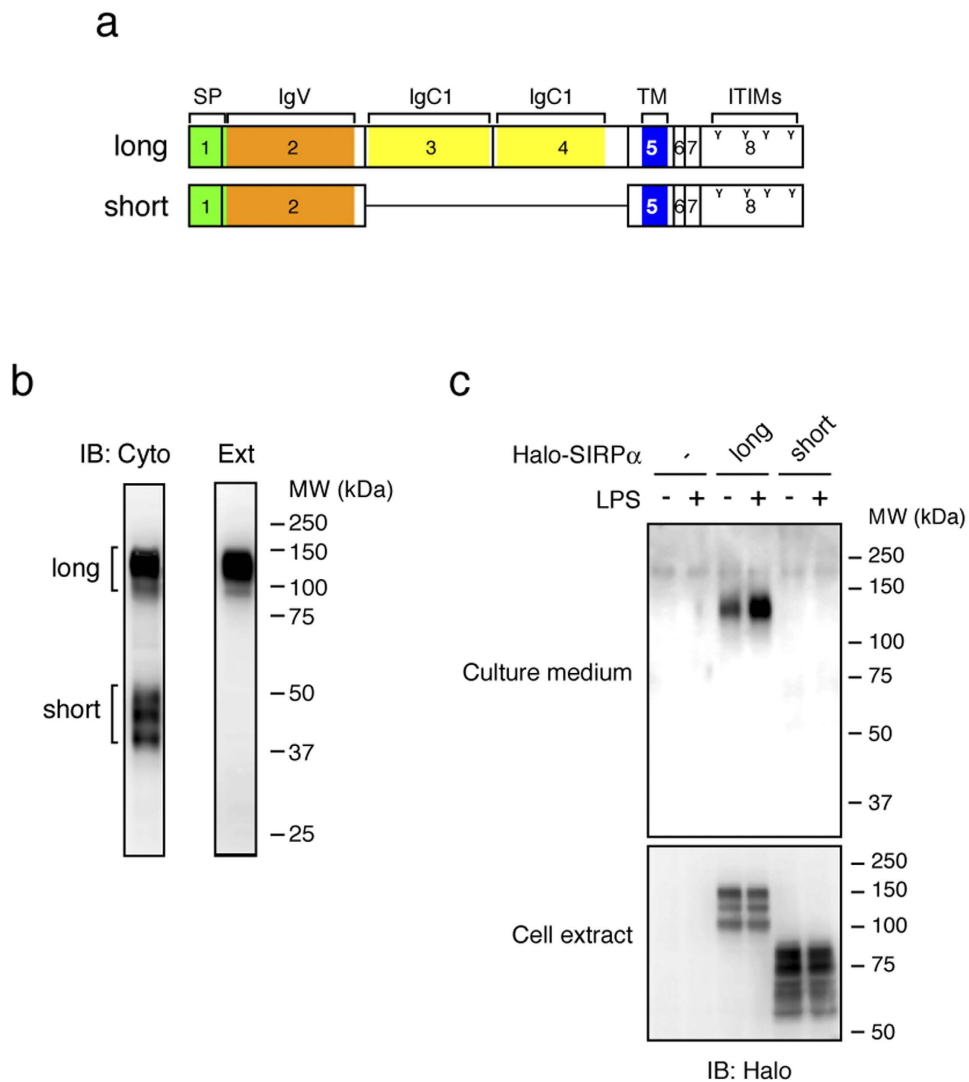 a
SP IgV IgC1 IgC1 TM ITIMs
long 1 2 3 4 5 6 7 Y Y Y Y 8
short 1 2 5 6 7 Y Y Y Y 8
b
IB: Cyto Ext
MW (kDa)
250
150
long
100
75
50
short
37
25
c
Halo-SIRPα - long short
LPS - + - + - +
MW (kDa)
250
150
100
Culture medium
75
50
37
250
150
100
Cell extract
75
50
IB: Halo